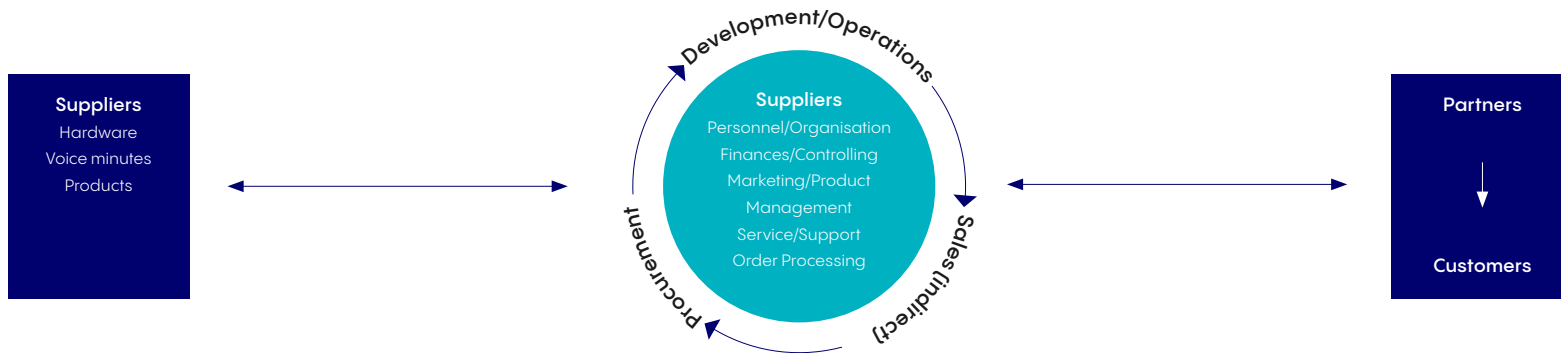 Suppliers
Hardware
Voice minutes
Products
Development/Operations
Suppliers
Personnel/Organisation
Finances/Controlling
Marketing/Product
Management
Service/Support
Order Processing
Procurement
Sales (indirect)
Partners
Customers